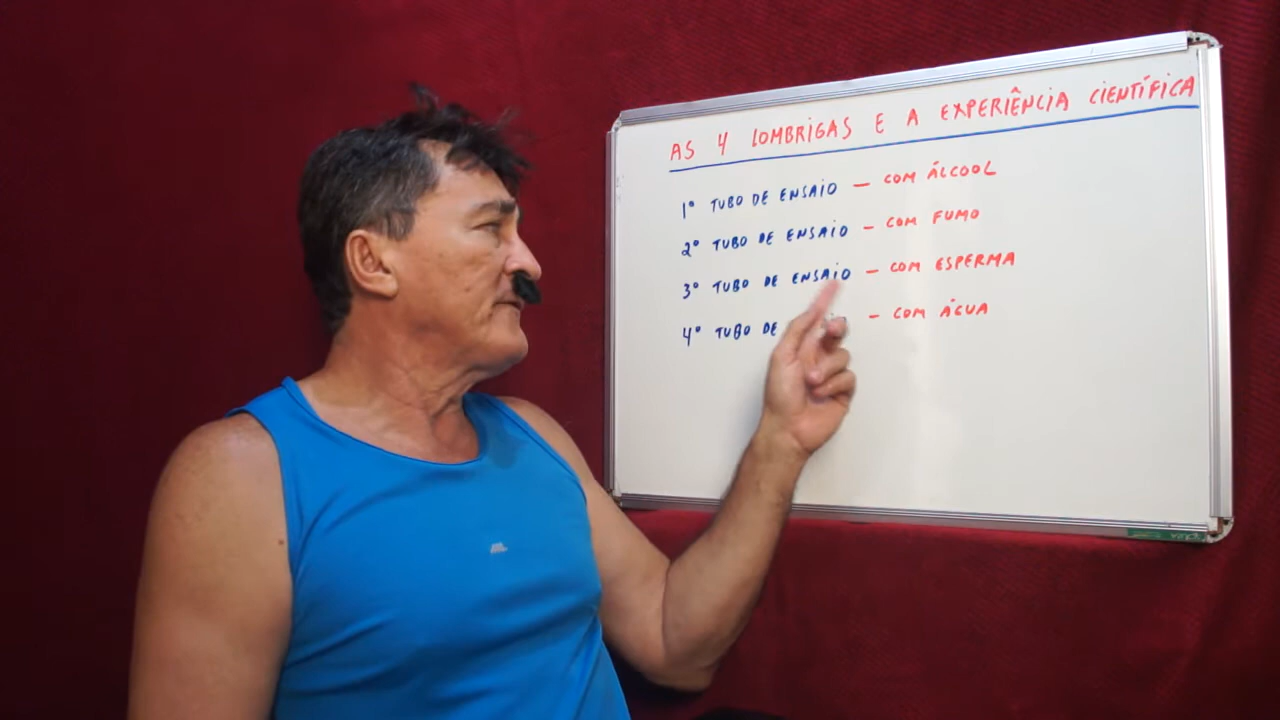 AS 4 LOMBRIGAS E A EXPERIÊNCIA CIENTÍFICA
1º TUBO DE ENSAIO — COM ÁLCOOL
2º TUBO DE ENSAIO — COM FUMO
3º TUBO DE ENSAIO — COM ESPERMA
4º TUBO DE — COM ÁGUA